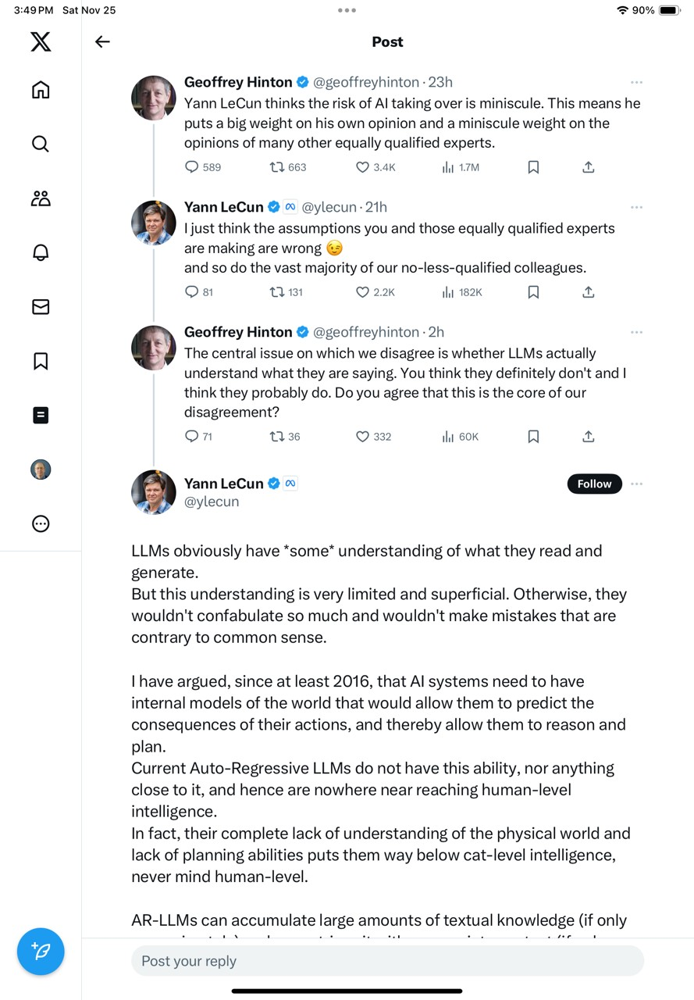 3:49 PM Sat Nov 25
90%
Post
Geoffrey Hinton @geoffreyhinton · 23h
Yann LeCun thinks the risk of AI taking over is miniscule. This means he
puts a big weight on his own opinion and a miniscule weight on the
opinions of many other equally qualified experts.
589 663 3.4K 1.7M
Yann LeCun @ylecun · 21h
I just think the assumptions you and those equally qualified experts
are making are wrong 😉
and so do the vast majority of our no-less-qualified colleagues.
81 131 2.2K 182K
Geoffrey Hinton @geoffreyhinton · 2h
The central issue on which we disagree is whether LLMs actually
understand what they are saying. You think they definitely don't and I
think they probably do. Do you agree that this is the core of our
disagreement?
71 36 332 60K
Yann LeCun
@ylecun
Follow
LLMs obviously have *some* understanding of what they read and
generate.
But this understanding is very limited and superficial. Otherwise, they
wouldn't confabulate so much and wouldn't make mistakes that are
contrary to common sense.
I have argued, since at least 2016, that AI systems need to have
internal models of the world that would allow them to predict the
consequences of their actions, and thereby allow them to reason and
plan.
Current Auto-Regressive LLMs do not have this ability, nor anything
close to it, and hence are nowhere near reaching human-level
intelligence.
In fact, their complete lack of understanding of the physical world and
lack of planning abilities puts them way below cat-level intelligence,
never mind human-level.
AR-LLMs can accumulate large amounts of textual knowledge (if only
Post your reply